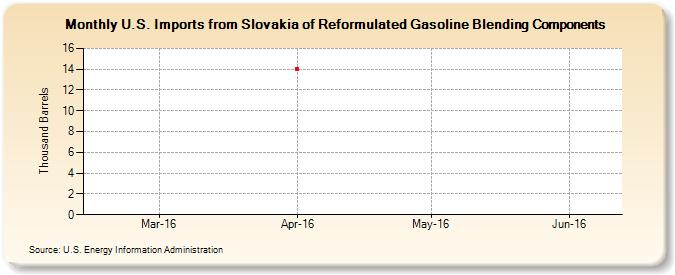 Monthly U.S. Imports from Slovakia of Reformulated Gasoline Blending Components
Thousand Barrels
16
14
12
10
8
6
4
2
0
Mar-16 Apr-16 May-16 Jun-16
Source: U.S. Energy Information Administration